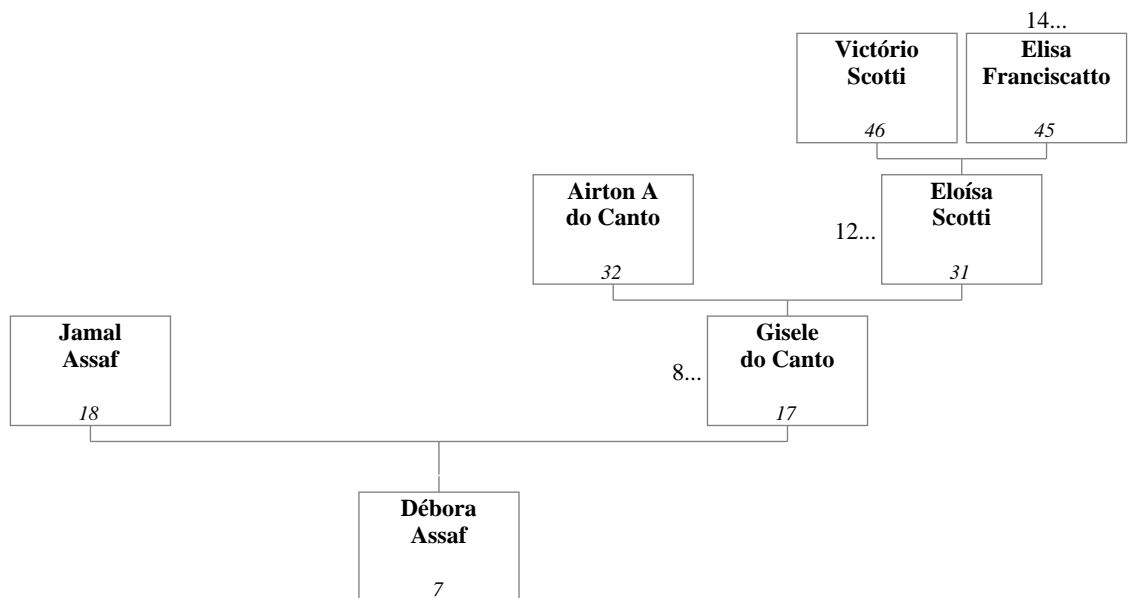 14...
Victório
Scotti
46
Elisa
Franciscatto
45
Airton A
do Canto
32
12...
Eloísa
Scotti
31
Jamal
Assaf
18
8...
Gisele
do Canto
17
Débora
Assaf
7